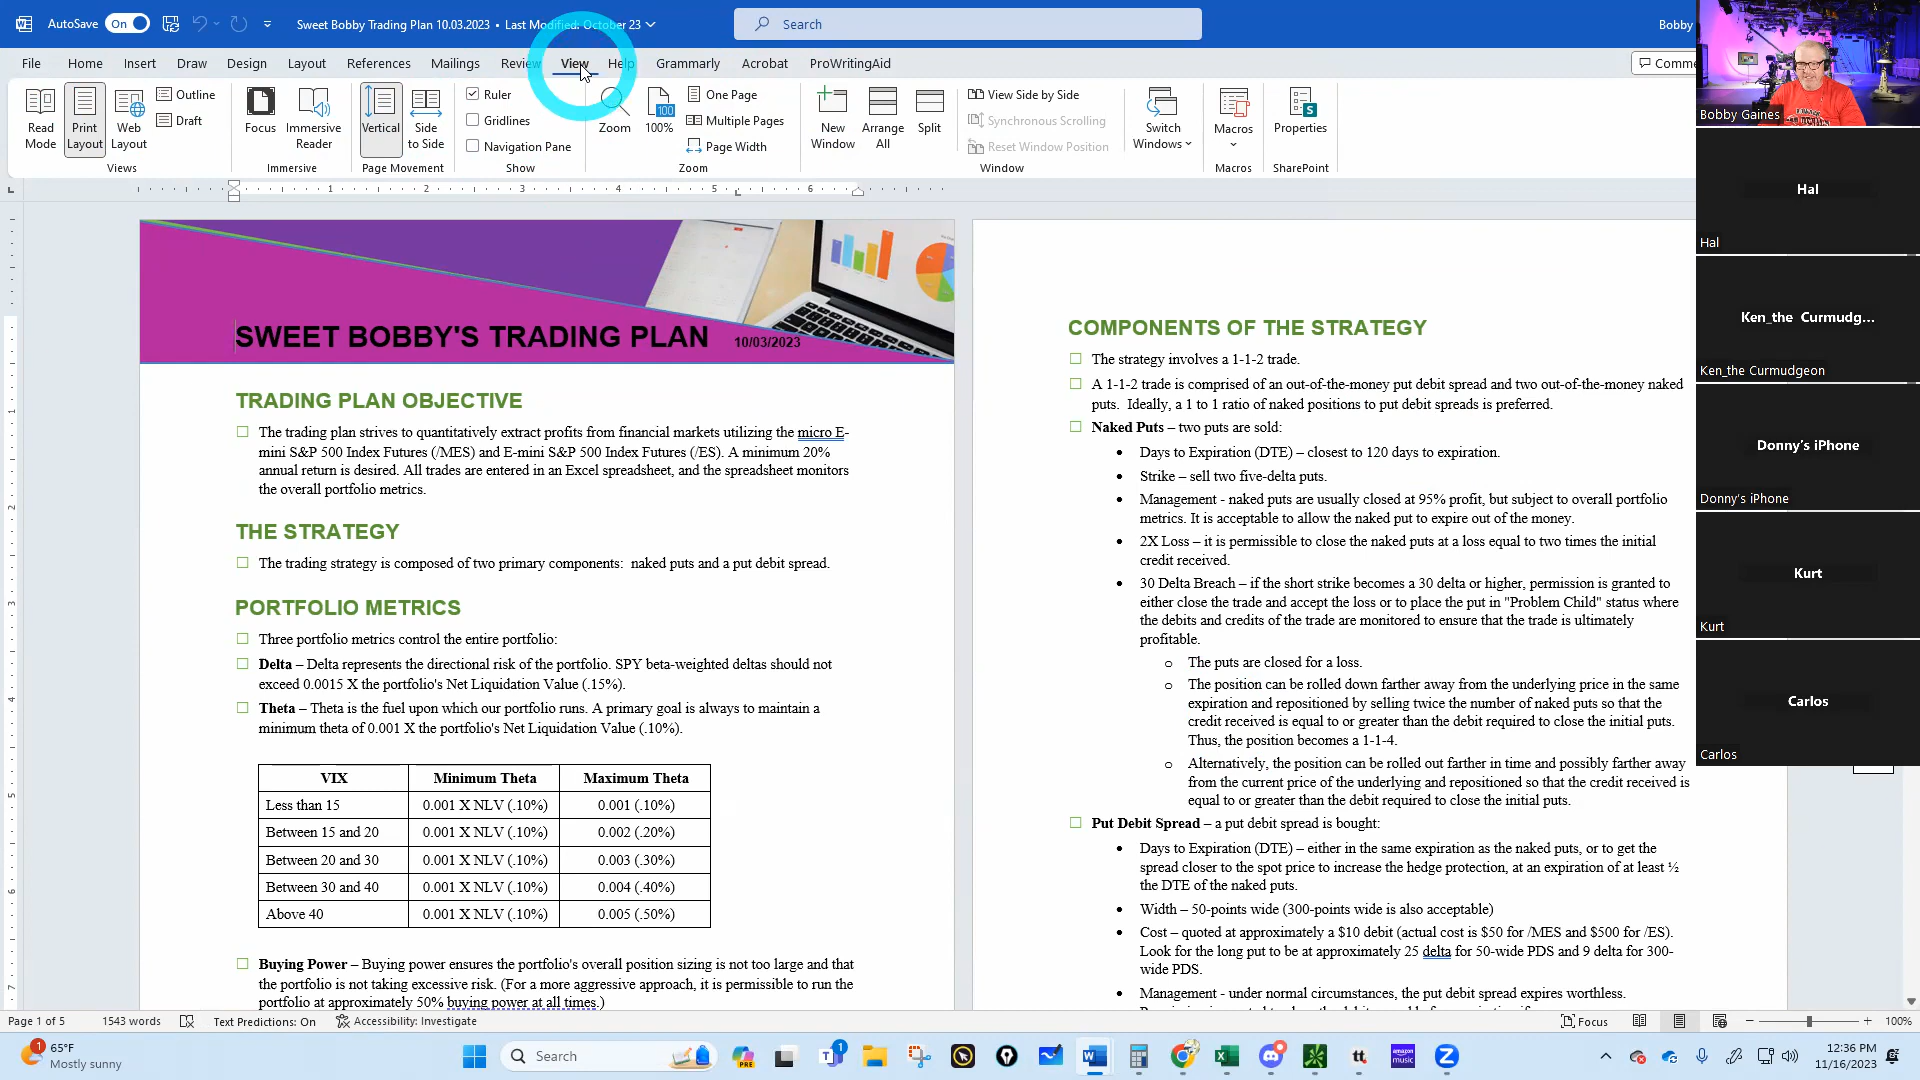 AutoSave On
Sweet Bobby Trading Plan 10.03.2023 • Last Modified: October 23
Search
Bobby
File Home Insert Draw Design Layout References Mailings Review View Help Grammarly Acrobat ProWritingAid
Comme
Read Mode
Print Layout
Web Layout
Outline
Draft
Views
Focus
Immersive Reader
Immersive
Vertical
Side to Side
Page Movement
Ruler
Gridlines
Navigation Pane
Show
Zoom
100
100%
One Page
Multiple Pages
Page Width
Zoom
New Window
Arrange All
Split
View Side by Side
Synchronous Scrolling
Reset Window Position
Window
Switch Windows
Macros
Macros
Properties
SharePoint
1 2 3 4 5 6
SWEET BOBBY'S TRADING PLAN 10/03/2023
TRADING PLAN OBJECTIVE
The trading plan strives to quantitatively extract profits from financial markets utilizing the micro E-
mini S&P 500 Index Futures (/MES) and E-mini S&P 500 Index Futures (/ES). A minimum 20%
annual return is desired. All trades are entered in an Excel spreadsheet, and the spreadsheet monitors
the overall portfolio metrics.
THE STRATEGY
The trading strategy is composed of two primary components: naked puts and a put debit spread.
PORTFOLIO METRICS
Three portfolio metrics control the entire portfolio:
Delta – Delta represents the directional risk of the portfolio. SPY beta-weighted deltas should not
exceed 0.0015 X the portfolio's Net Liquidation Value (.15%).
Theta – Theta is the fuel upon which our portfolio runs. A primary goal is always to maintain a
minimum theta of 0.001 X the portfolio's Net Liquidation Value (.10%).
VIX Minimum Theta Maximum Theta
Less than 15 0.001 X NLV (.10%) 0.001 (.10%)
Between 15 and 20 0.001 X NLV (.10%) 0.002 (.20%)
Between 20 and 30 0.001 X NLV (.10%) 0.003 (.30%)
Between 30 and 40 0.001 X NLV (.10%) 0.004 (.40%)
Above 40 0.001 X NLV (.10%) 0.005 (.50%)
Buying Power – Buying power ensures the portfolio's overall position sizing is not too large and that
the portfolio is not taking excessive risk. (For a more aggressive approach, it is permissible to run the
portfolio at approximately 50% buying power at all times.)
COMPONENTS OF THE STRATEGY
The strategy involves a 1-1-2 trade.
A 1-1-2 trade is comprised of an out-of-the-money put debit spread and two out-of-the-money naked
puts. Ideally, a 1 to 1 ratio of naked positions to put debit spreads is preferred.
Naked Puts – two puts are sold:
• Days to Expiration (DTE) – closest to 120 days to expiration.
• Strike – sell two five-delta puts.
• Management - naked puts are usually closed at 95% profit, but subject to overall portfolio
metrics. It is acceptable to allow the naked put to expire out of the money.
• 2X Loss – it is permissible to close the naked puts at a loss equal to two times the initial
credit received.
• 30 Delta Breach – if the short strike becomes a 30 delta or higher, permission is granted to
either close the trade and accept the loss or to place the put in "Problem Child" status where
the debits and credits of the trade are monitored to ensure that the trade is ultimately
profitable.
o The puts are closed for a loss.
o The position can be rolled down farther away from the underlying price in the same
expiration and repositioned by selling twice the number of naked puts so that the
credit received is equal to or greater than the debit required to close the initial puts.
Thus, the position becomes a 1-1-4.
o Alternatively, the position can be rolled out farther in time and possibly farther away
from the current price of the underlying and repositioned so that the credit received is
equal to or greater than the debit required to close the initial puts.
Put Debit Spread – a put debit spread is bought:
• Days to Expiration (DTE) – either in the same expiration as the naked puts, or to get the
spread closer to the spot price to increase the hedge protection, at an expiration of at least ½
the DTE of the naked puts.
• Width – 50-points wide (300-points wide is also acceptable)
• Cost – quoted at approximately a $10 debit (actual cost is $50 for /MES and $500 for /ES).
Look for the long put to be at approximately 25 delta for 50-wide PDS and 9 delta for 300-
wide PDS.
• Management - under normal circumstances, the put debit spread expires worthless.
Bobby Gaines
Hal
Hal
Ken_the Curmudg...
Ken_the Curmudgeon
Donny's iPhone
Donny's iPhone
Kurt
Kurt
Carlos
Carlos
Page 1 of 5 1543 words Text Predictions: On Accessibility: Investigate
Focus
100%
1
65°F
Mostly sunny
Search
PRE
1
tt
amazon music
12:36 PM
11/16/2023